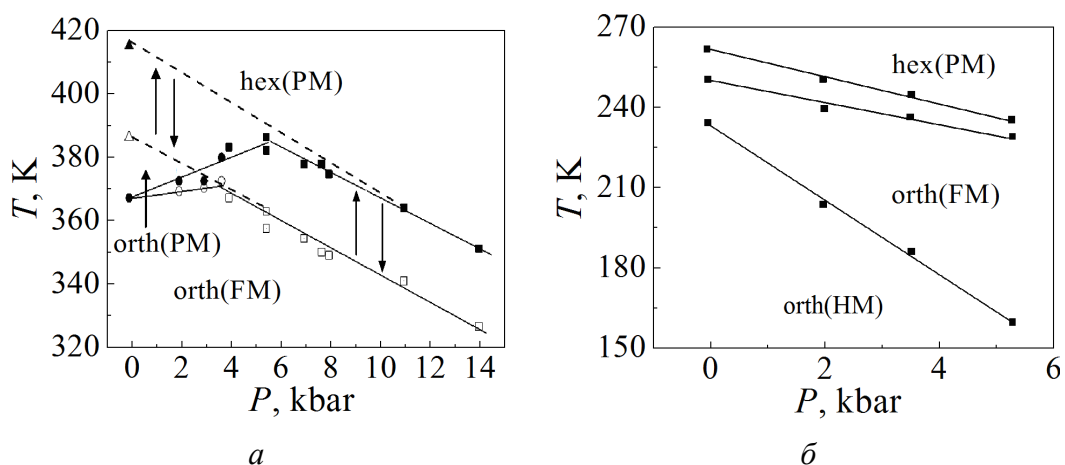 420
400
380
360
340
320
T, K
hex(PM)
orth(PM)
orth(FM)
0 2 4 6 8 10 12 14
P, kbar
а
270
240
210
180
150
T, K
hex(PM)
orth(FM)
orth(HM)
0 2 4 6
P, kbar
б